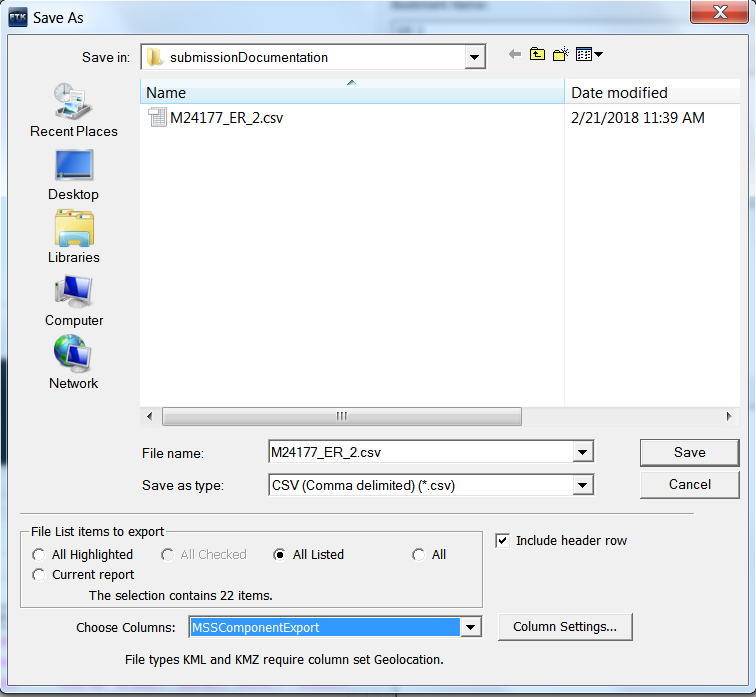 Bookmark Name:
FTK Save As
Save in: submissionDocumentation
Name Date modified
M24177_ER_2.csv 2/21/2018 11:39 AM
Recent Places
Desktop
Libraries
Computer
Network
File name: M24177_ER_2.csv Save
Save as type: CSV (Comma delimited) (*.csv) Cancel
File List items to export
All Highlighted All Checked All Listed All
Include header row
Current report
The selection contains 22 items.
Choose Columns: MSSComponentExport Column Settings...
File types KML and KMZ require column set Geolocation.